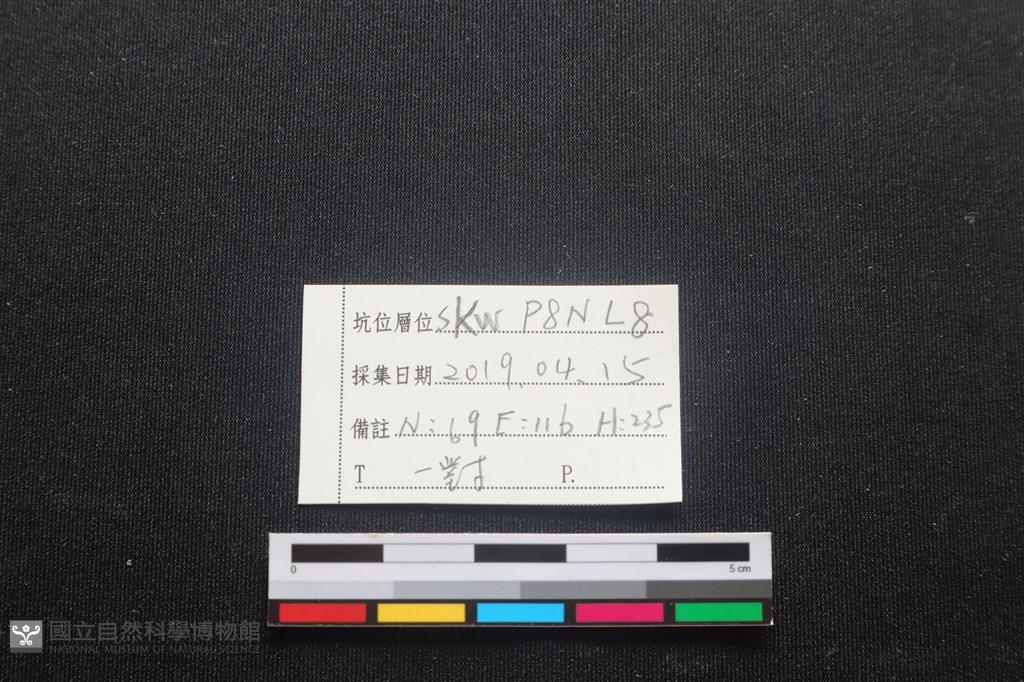 坑位層位 SKW P8N L8
採集日期 2019.04.15
備註 N:69 E:116 H:235
T 一對 P.
0 5 cm
國立自然科學博物館
NATIONAL MUSEUM OF NATURAL SCIENCE